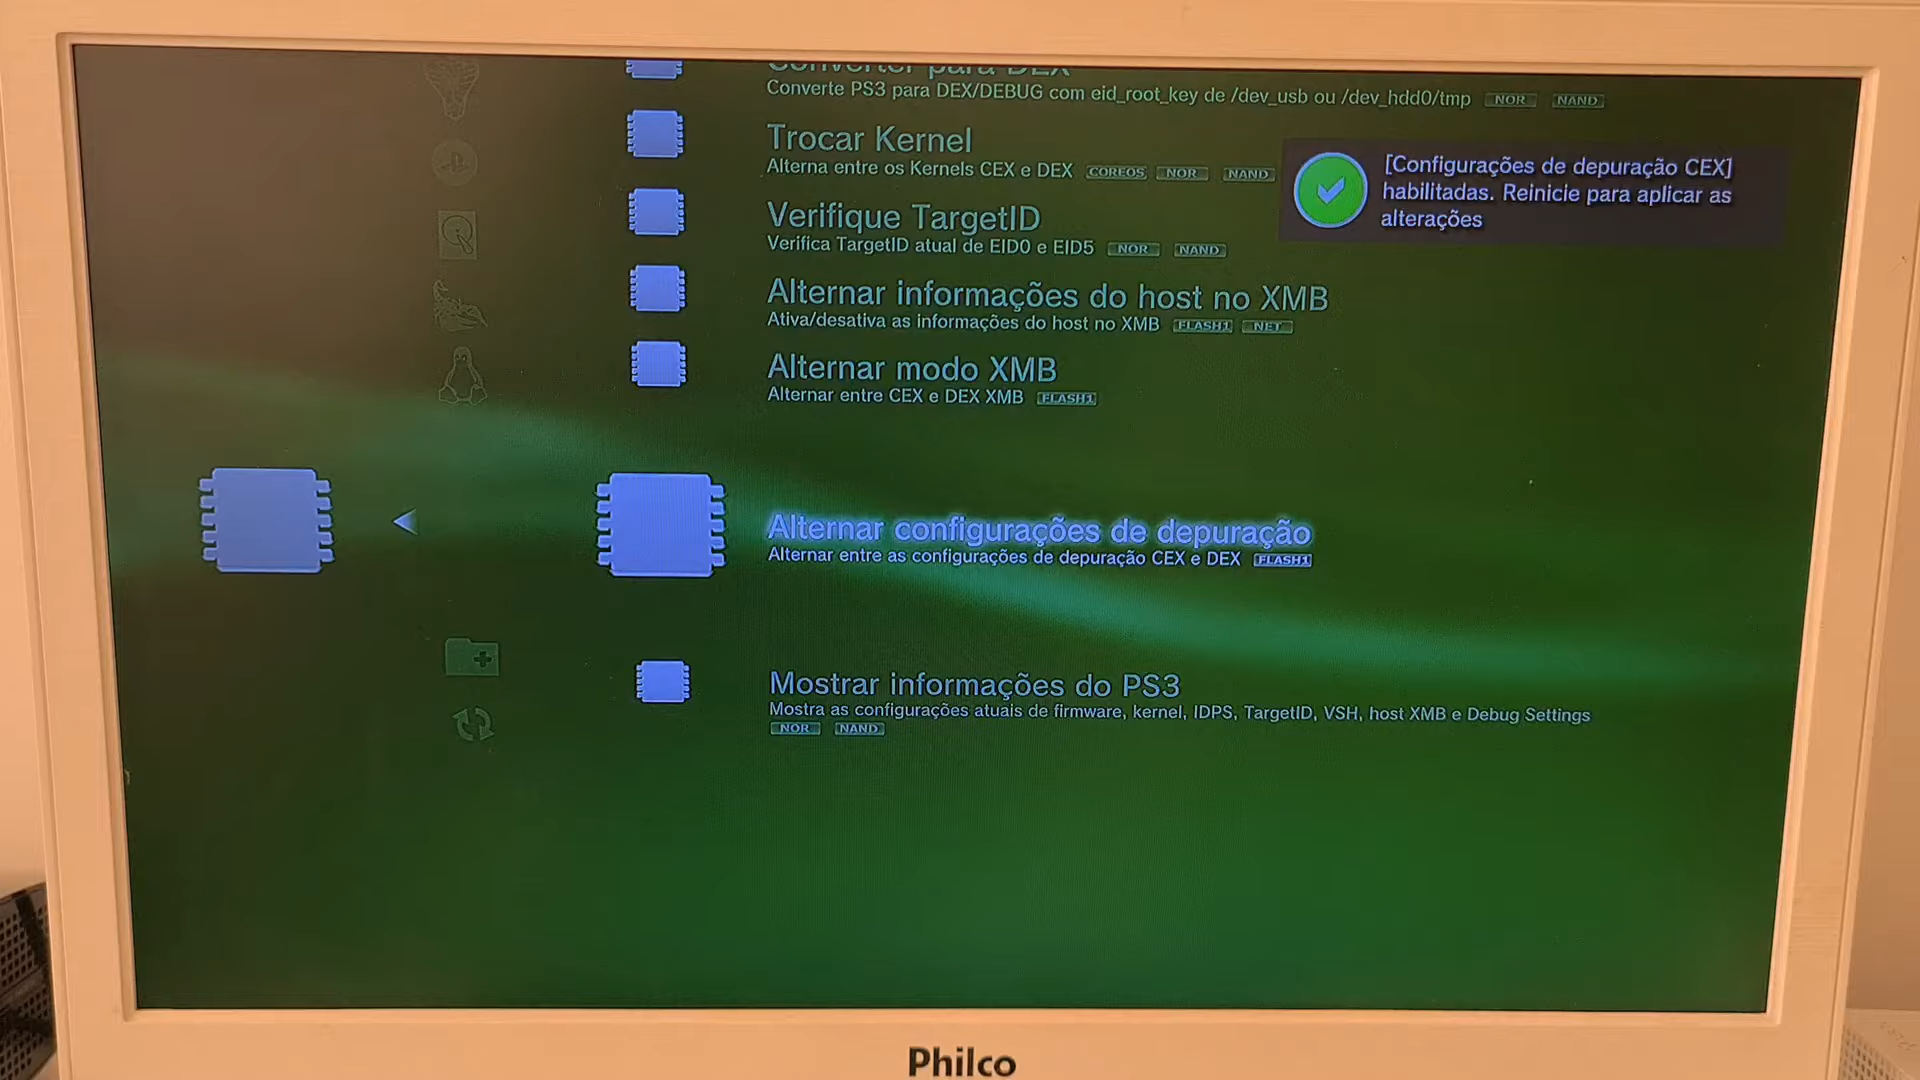 Converter para DEX
Converte PS3 para DEX/DEBUG com eid_root_key de /dev_usb ou /dev_hdd0/tmp NOR NAND
Trocar Kernel
Alterna entre os Kernels CEX e DEX COREOS NOR NAND
[Configurações de depuração CEX]
habilitadas. Reinicie para aplicar as
alterações
Verifique TargetID
Verifica TargetID atual de EID0 e EID5 NOR NAND
Alternar informações do host no XMB
Ativa/desativa as informações do host no XMB FLASH1 NET
Alternar modo XMB
Alternar entre CEX e DEX XMB FLASH1
Alternar configurações de depuração
Alternar entre as configurações de depuração CEX e DEX FLASH1
Mostrar informações do PS3
Mostra as configurações atuais de firmware, kernel, IDPS, TargetID, VSH, host XMB e Debug Settings
NOR NAND
Philco